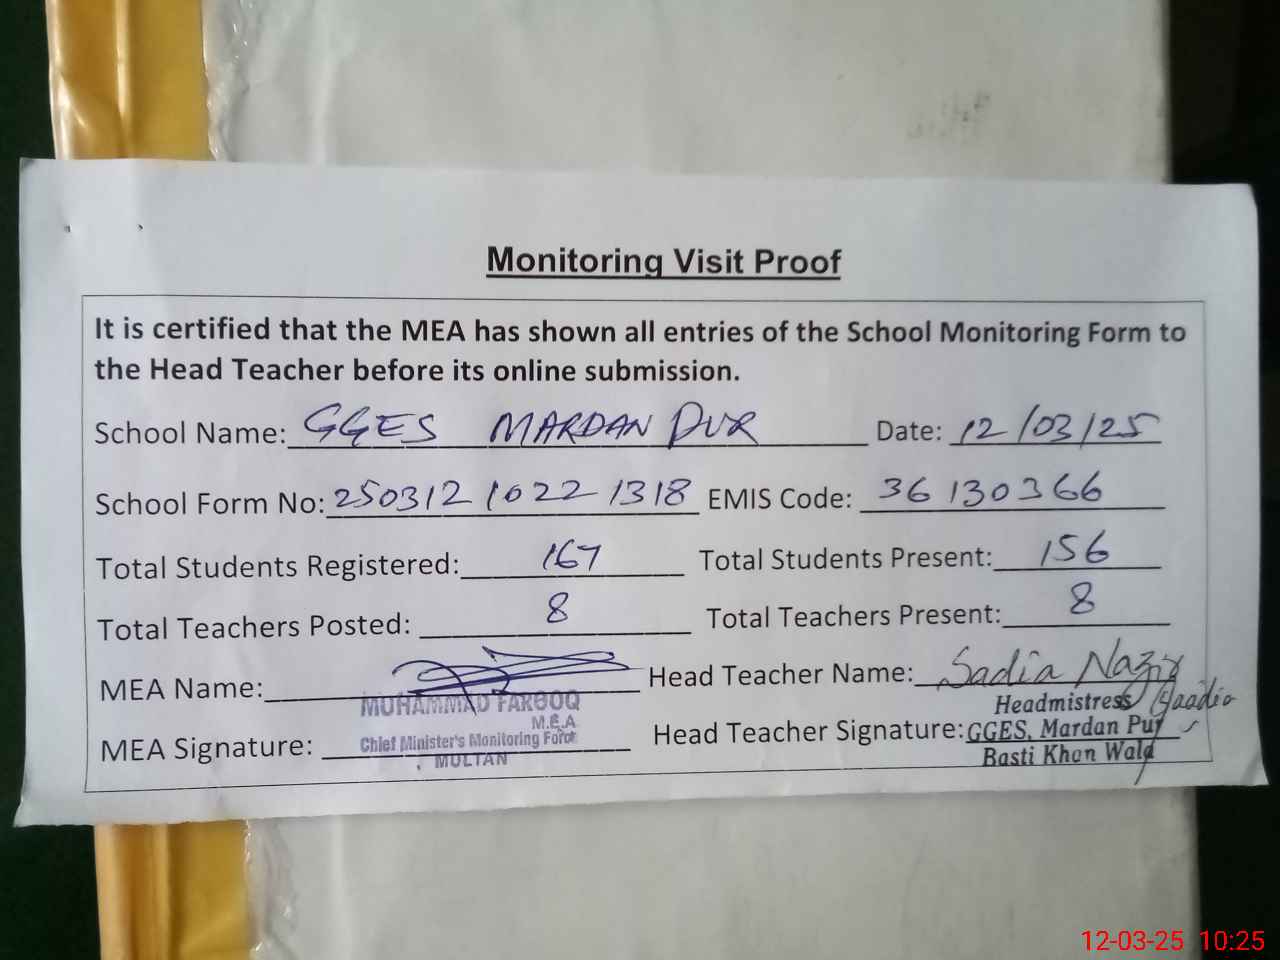 Monitoring Visit Proof
It is certified that the MEA has shown all entries of the School Monitoring Form to
the Head Teacher before its online submission.
School Name: GGES MARDAN PUR Date: 12/03/25
School Form No: 250312 1022 1318 EMIS Code: 36130366
Total Students Registered: 167 Total Students Present: 156
Total Teachers Posted: 8 Total Teachers Present: 8
MEA Name: Head Teacher Name: Sadia Nazir
MUHAMMAD FAROOQ
M.E.A
Chief Minister's Monitoring Force
MULTAN
Headmistress
MEA Signature: Head Teacher Signature: GGES, Mardan Pur
Basti Khan Wala
12-03-25 10:25